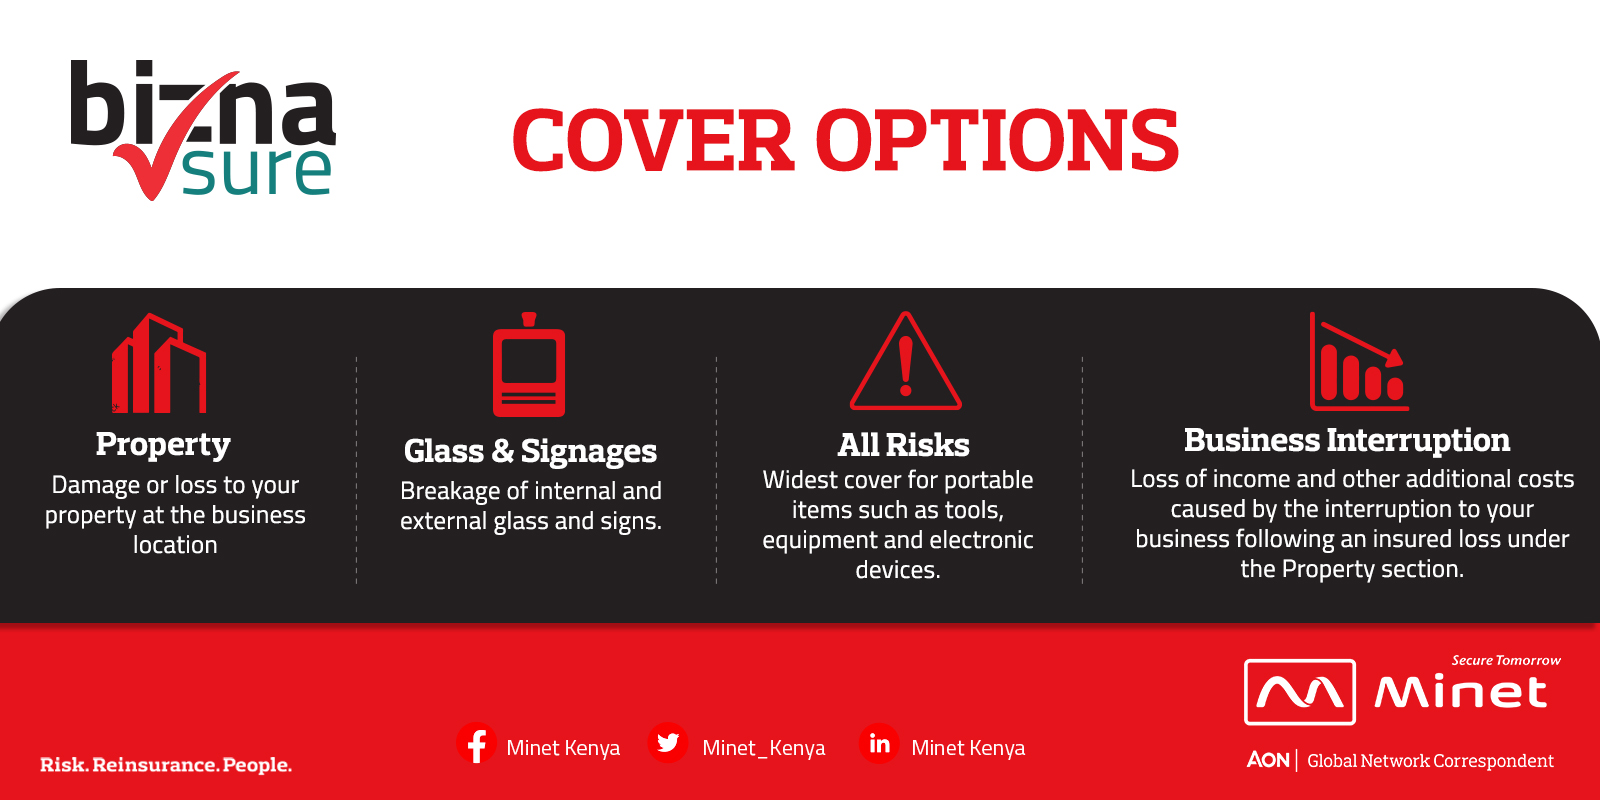 bizna
sure
COVER OPTIONS
Property
Damage or loss to your
property at the business
location
Glass & Signages
Breakage of internal and
external glass and signs.
All Risks
Widest cover for portable
items such as tools,
equipment and electronic
devices.
Business Interruption
Loss of income and other additional costs
caused by the interruption to your
business following an insured loss under
the Property section.
Risk. Reinsurance. People.
Minet Kenya
Minet_Kenya
in Minet Kenya
Secure Tomorrow
Minet
AON | Global Network Correspondent